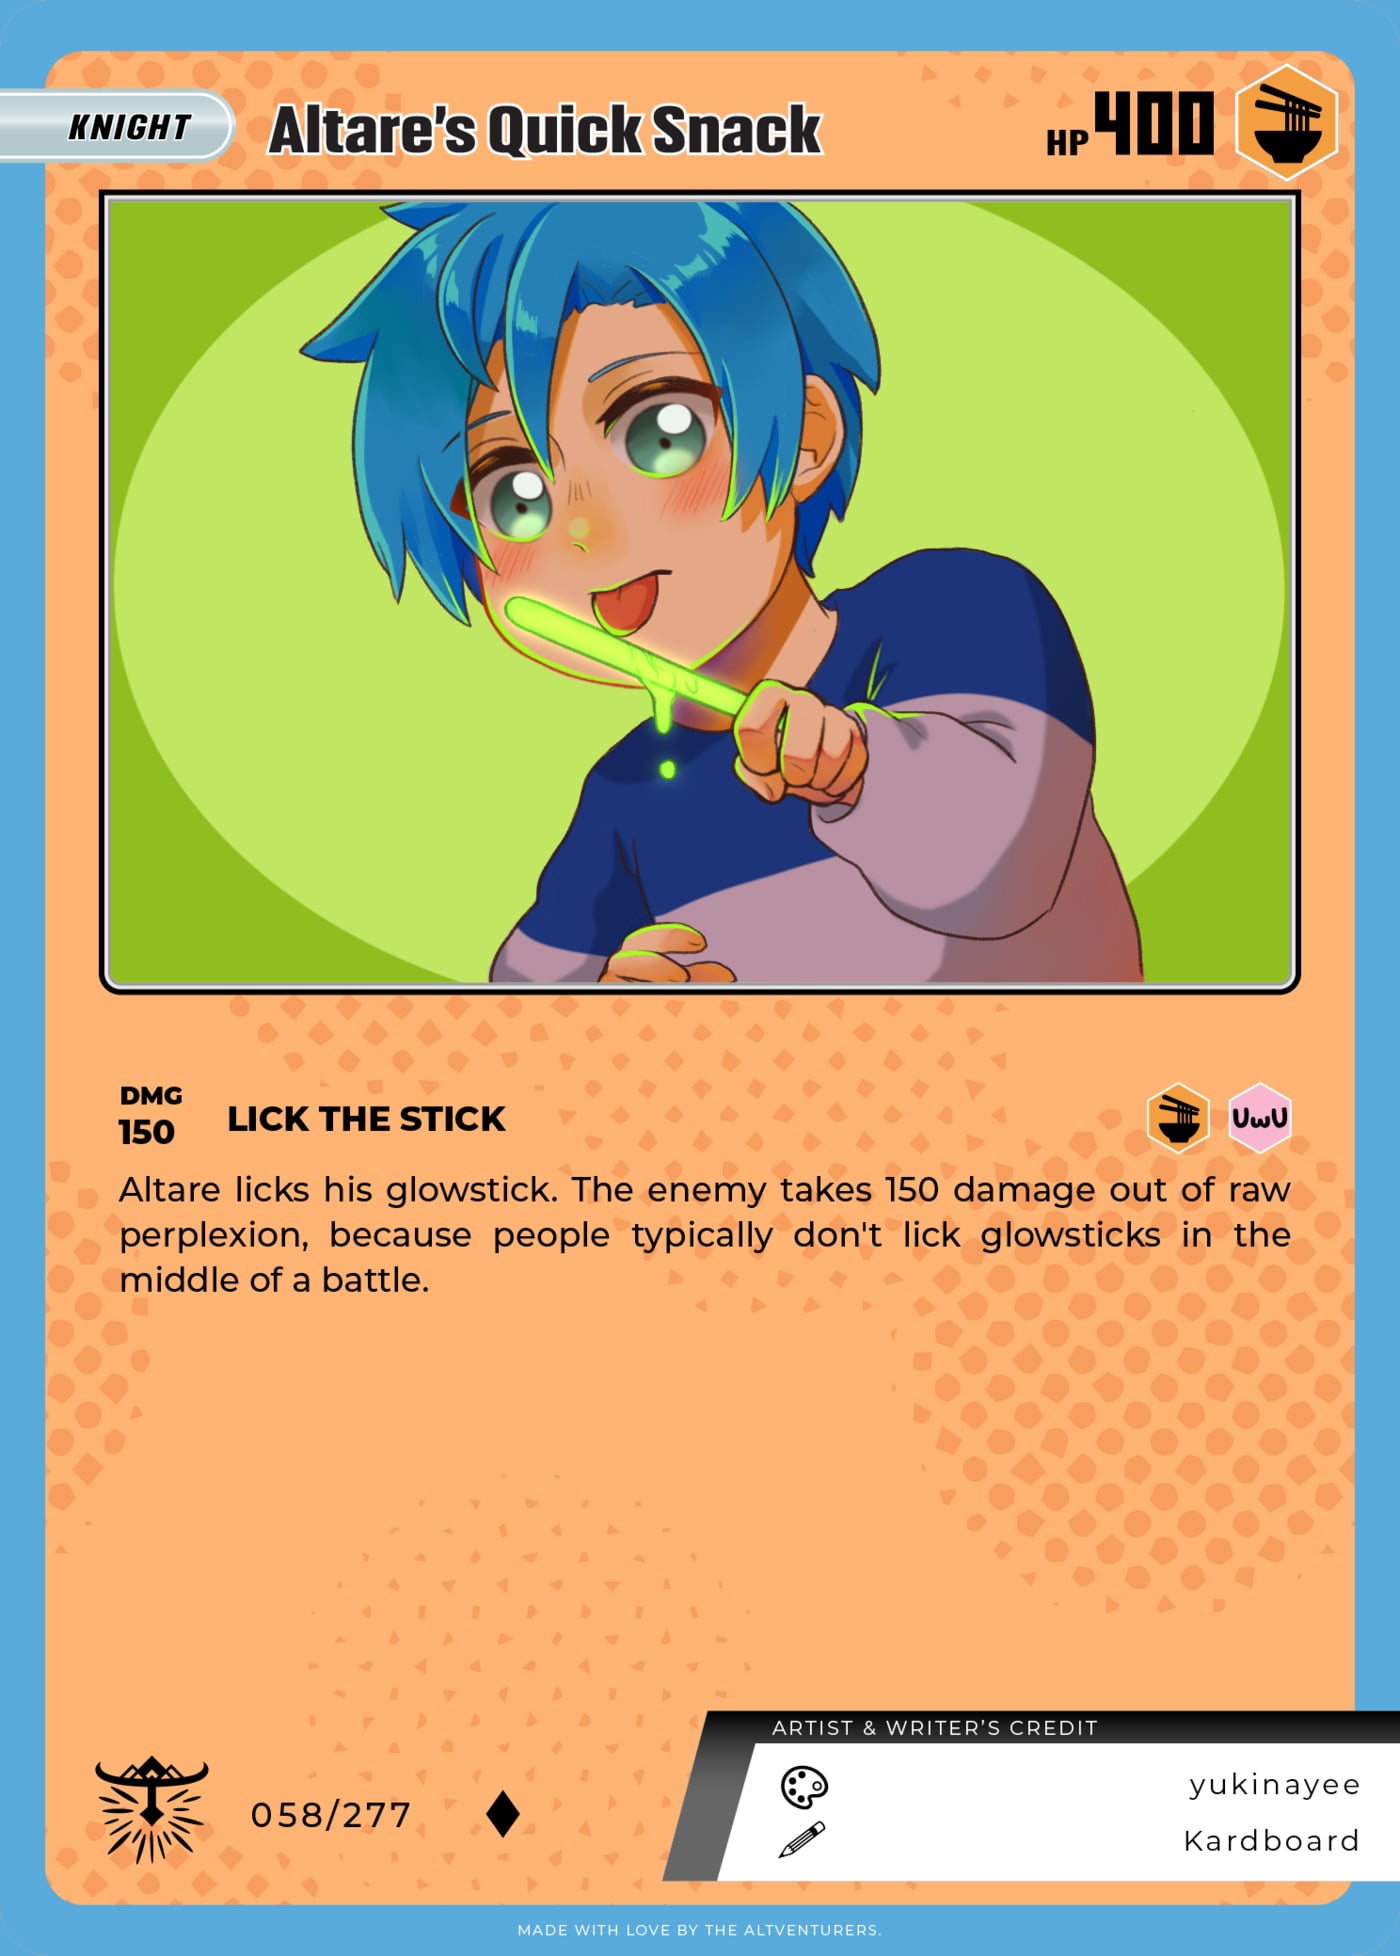 KNIGHT
Altare's Quick Snack
HP 400
DMG
150
LICK THE STICK
UwU
Altare licks his glowstick. The enemy takes 150 damage out of raw
perplexion, because people typically don't lick glowsticks in the
middle of a battle.
058/277
ARTIST & WRITER'S CREDIT
yukinayee
Kardboard
MADE WITH LOVE BY THE ALTVENTURERS.